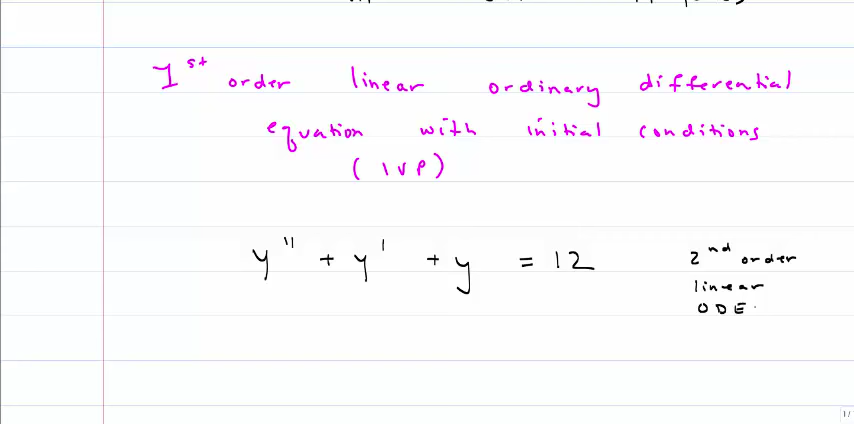 1st order linear ordinary differential
equation with initial conditions
(IVP)
y'' + y' + y = 12
2nd order
linear
ODE